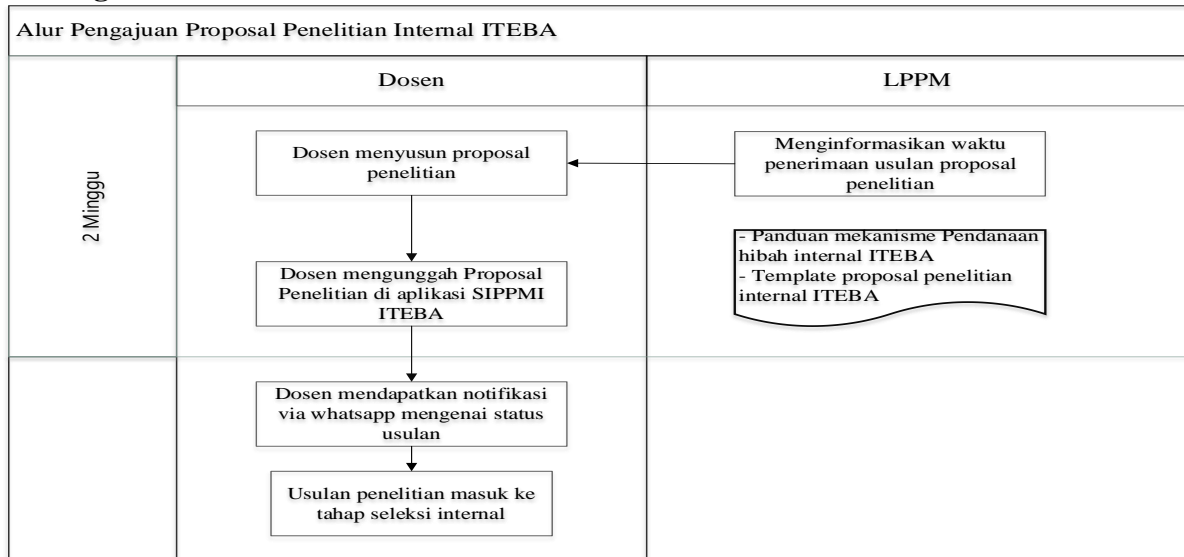 Alur Pengajuan Proposal Penelitian Internal ITEBA
Dosen
LPPM
2 Minggu
Dosen menyusun proposal
penelitian
Menginformasikan waktu
penerimaan usulan proposal
penelitian
- Panduan mekanisme Pendanaan
hibah internal ITEBA
- Template proposal penelitian
internal ITEBA
Dosen mengunggah Proposal
Penelitian di aplikasi SIPPMI
ITEBA
Dosen mendapatkan notifikasi
via whatsapp mengenai status
usulan
Usulan penelitian masuk ke
tahap seleksi internal